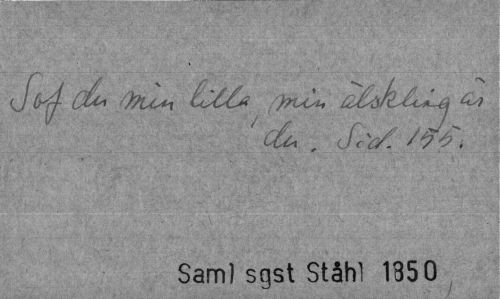 Sof du min lilla, min älskling är
du. Sid. 155.
Saml sgst Ståhl 1850